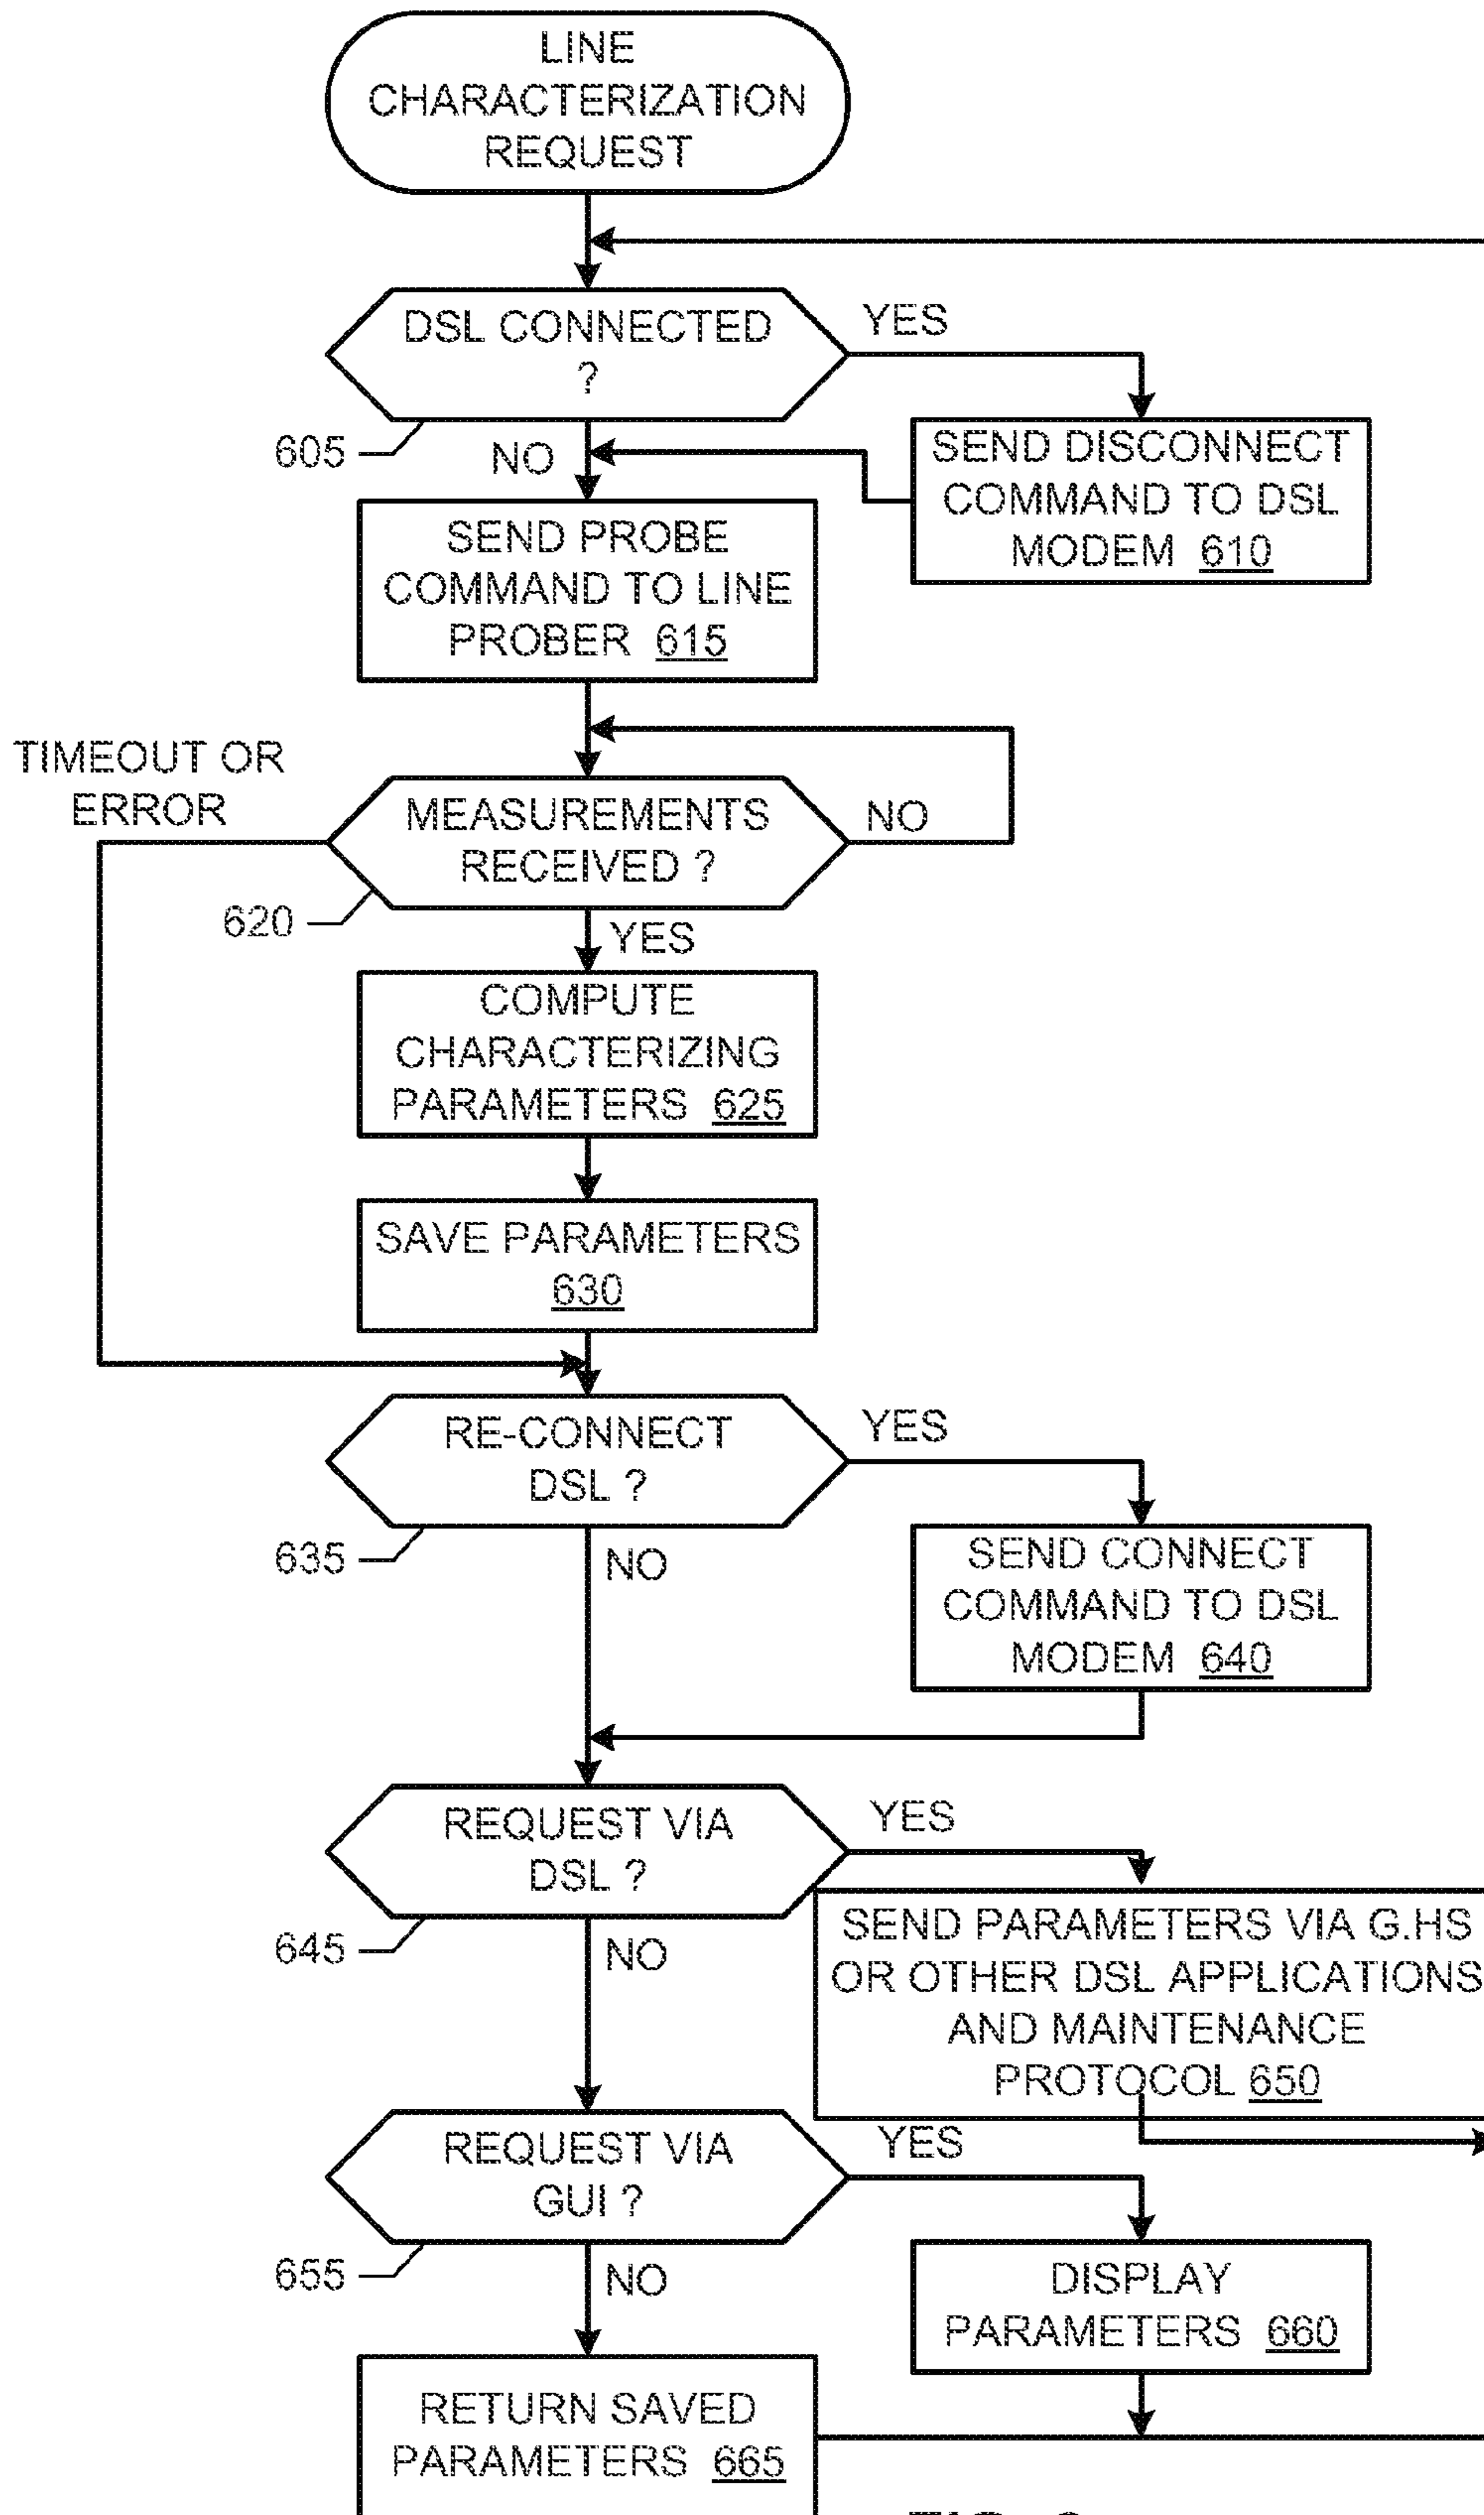 LINE
CHARACTERIZATION
REQUEST
DSL CONNECTED
?
YES
605
NO
SEND DISCONNECT
COMMAND TO DSL
MODEM 610
SEND PROBE
COMMAND TO LINE
PROBER 615
TIMEOUT OR
ERROR
MEASUREMENTS
RECEIVED ?
NO
620
YES
COMPUTE
CHARACTERIZING
PARAMETERS 625
SAVE PARAMETERS
630
RE-CONNECT
DSL ?
YES
635
NO
SEND CONNECT
COMMAND TO DSL
MODEM 640
REQUEST VIA
DSL ?
YES
645
NO
SEND PARAMETERS VIA G.HS
OR OTHER DSL APPLICATIONS
AND MAINTENANCE
PROTOCOL 650
REQUEST VIA
GUI ?
YES
655
NO
DISPLAY
PARAMETERS 660
RETURN SAVED
PARAMETERS 665